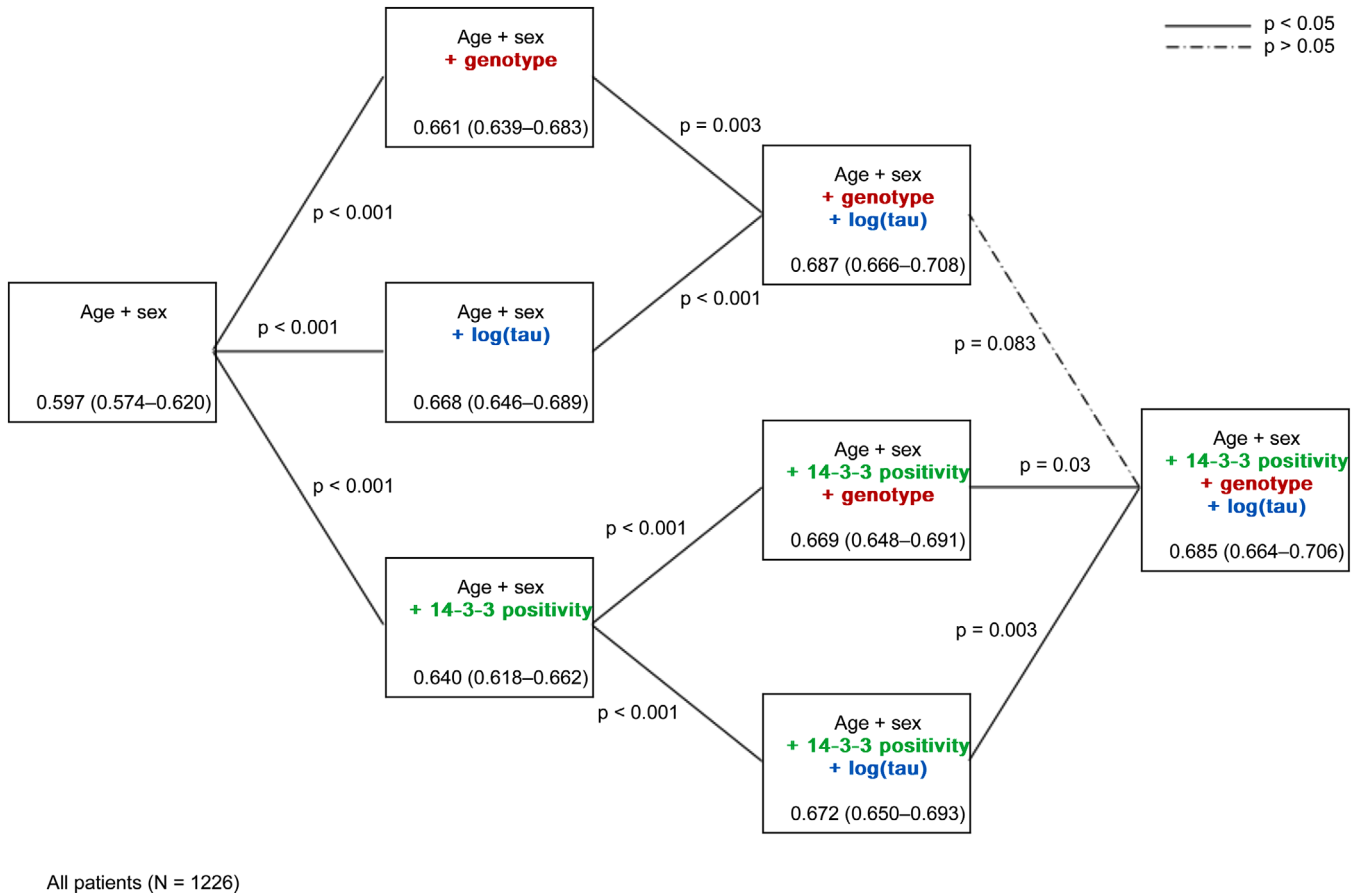 p < 0.05
p > 0.05
Age + sex
+ genotype
0.661 (0.639–0.683)
p < 0.001
p = 0.003
Age + sex
0.597 (0.574–0.620)
p < 0.001
Age + sex
+ log(tau)
0.668 (0.646–0.689)
p < 0.001
Age + sex
+ genotype
+ log(tau)
0.687 (0.666–0.708)
p < 0.001
Age + sex
+ 14-3-3 positivity
0.640 (0.618–0.662)
p < 0.001
p < 0.001
Age + sex
+ 14-3-3 positivity
+ genotype
0.669 (0.648–0.691)
Age + sex
+ 14-3-3 positivity
+ log(tau)
0.672 (0.650–0.693)
p = 0.083
p = 0.03
p = 0.003
Age + sex
+ 14-3-3 positivity
+ genotype
+ log(tau)
0.685 (0.664–0.706)
All patients (N = 1226)